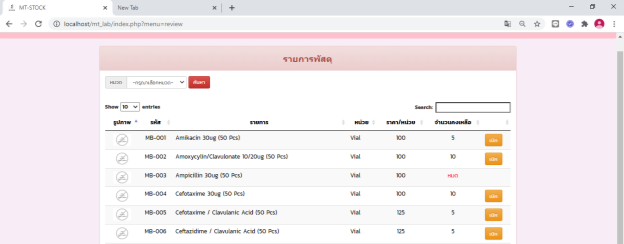 MT-STOCK
New Tab
localhost/mt_lab/index.php?menu=review
รายการพัสดุ
หมวด --กรุณาเลือกหมวด-- ค้นหา
Show 10 entries Search:
รูปภาพ รหัส รายการ หน่วย ราคา/หน่วย จำนวนคงเหลือ
MB-001 Amikacin 30ug (50 Pcs) Vial 100 5 เบิก
MB-002 Amoxycylin/Clavulonate 10/20ug (50 Pcs) Vial 100 10 เบิก
MB-003 Ampicillin 30ug (50 Pcs) Vial 100 หมด
MB-004 Cefotaxime 30ug (50 Pcs) Vial 100 10 เบิก
MB-005 Cefotaxime / Clavulanic Acid (50 Pcs) Vial 125 5 เบิก
MB-006 Ceftazidime / Clavulanic Acid (50 Pcs) Vial 125 5 เบิก